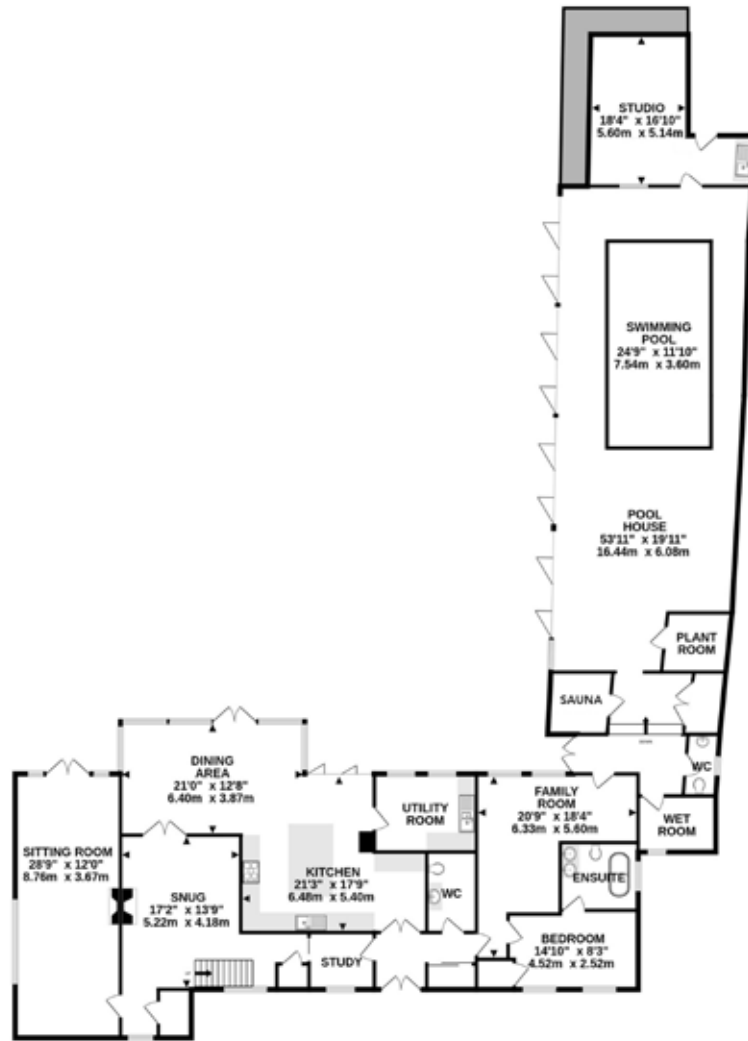 STUDIO
18'4" x 16'10"
5.60m x 5.14m
SWIMMING
POOL
24'9" x 11'10"
7.54m x 3.60m
POOL
HOUSE
53'11" x 19'11"
16.44m x 6.08m
PLANT
ROOM
SAUNA
WC
WET
ROOM
DINING
AREA
21'0" x 12'8"
6.40m x 3.87m
UTILITY
ROOM
FAMILY
ROOM
20'9" x 18'4"
6.33m x 5.60m
SITTING ROOM
28'9" x 12'0"
8.76m x 3.67m
SNUG
17'2" x 13'9"
5.22m x 4.18m
KITCHEN
21'3" x 17'9"
6.48m x 5.40m
WC
ENSUITE
STUDY
BEDROOM
14'10" x 8'3"
4.52m x 2.52m